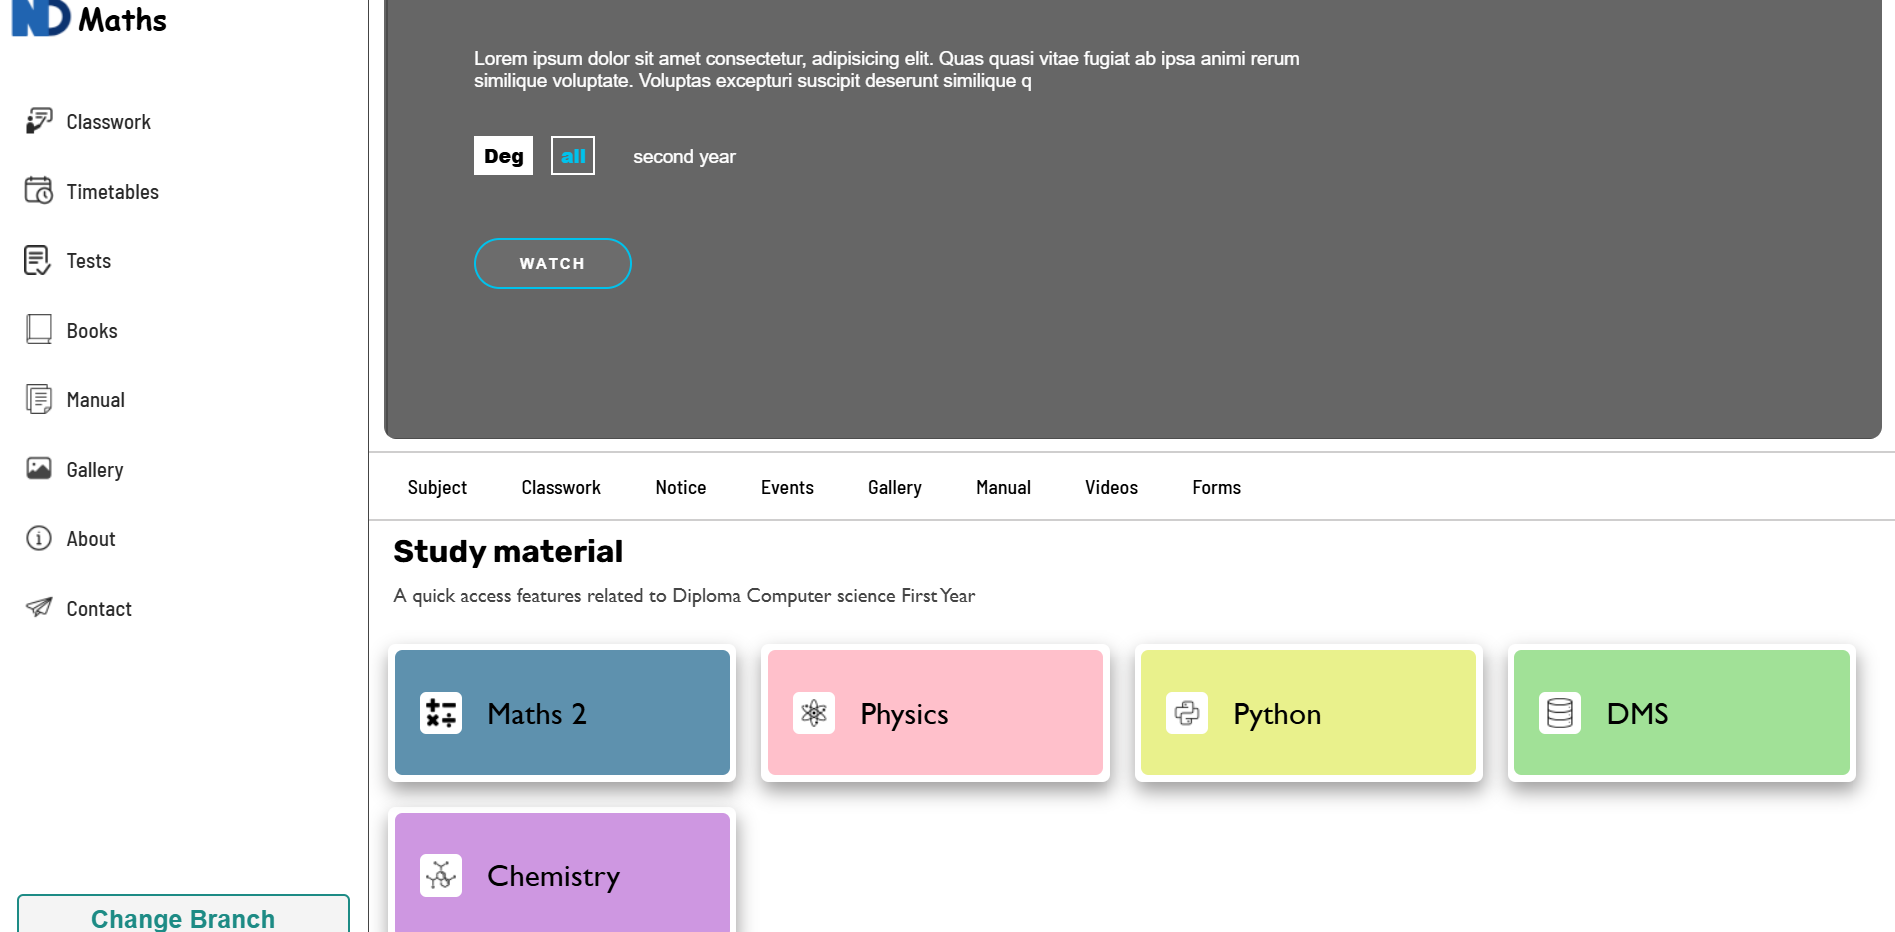 ND Maths
Classwork
Timetables
Tests
Books
Manual
Gallery
About
Contact
Change Branch
Lorem ipsum dolor sit amet consectetur, adipisicing elit. Quas quasi vitae fugiat ab ipsa animi rerum
similique voluptate. Voluptas excepturi suscipit deserunt similique q
Deg all second year
WATCH
Subject Classwork Notice Events Gallery Manual Videos Forms
Study material
A quick access features related to Diploma Computer science First Year
Maths 2 Physics Python DMS
Chemistry